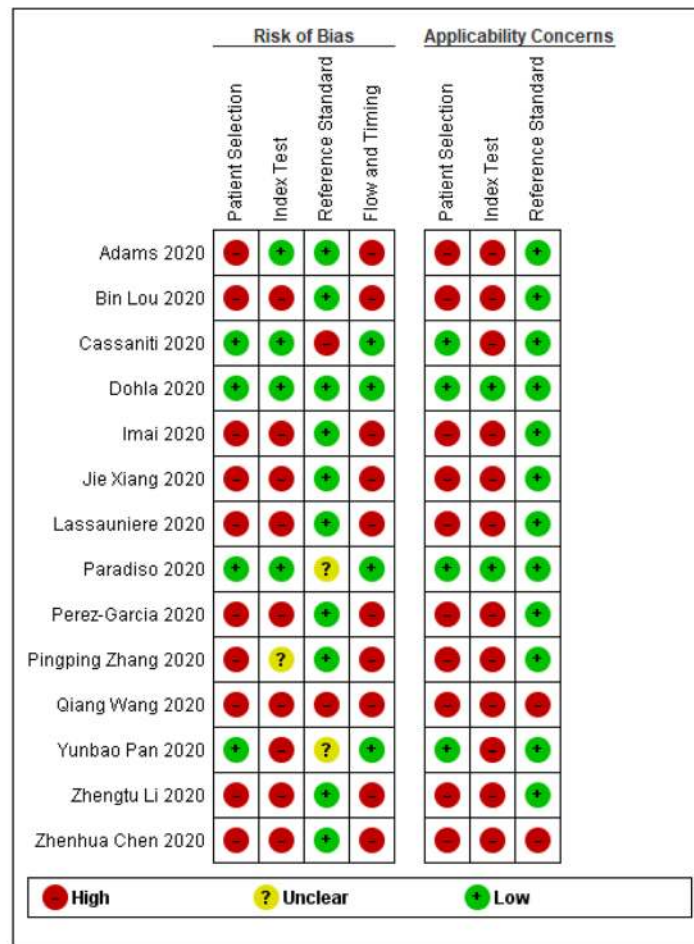 Risk of Bias Applicability Concerns
Patient Selection Index Test Reference Standard Flow and Timing Patient Selection Index Test Reference Standard
Adams 2020 - + + - - - +
Bin Lou 2020 - - + - - - +
Cassaniti 2020 + + - + + - +
Dohla 2020 + + + + + + +
Imai 2020 - - + - - - +
Jie Xiang 2020 - - + - - - +
Lassauniere 2020 - - + - - - +
Paradiso 2020 + + ? + + + +
Perez-Garcia 2020 - - + - - - +
Pingping Zhang 2020 - ? + - - - +
Qiang Wang 2020 - - - - - - -
Yunbao Pan 2020 + - ? + + - +
Zhengtu Li 2020 - - + - - - +
Zhenhua Chen 2020 - - + - - - -
- High ? Unclear + Low